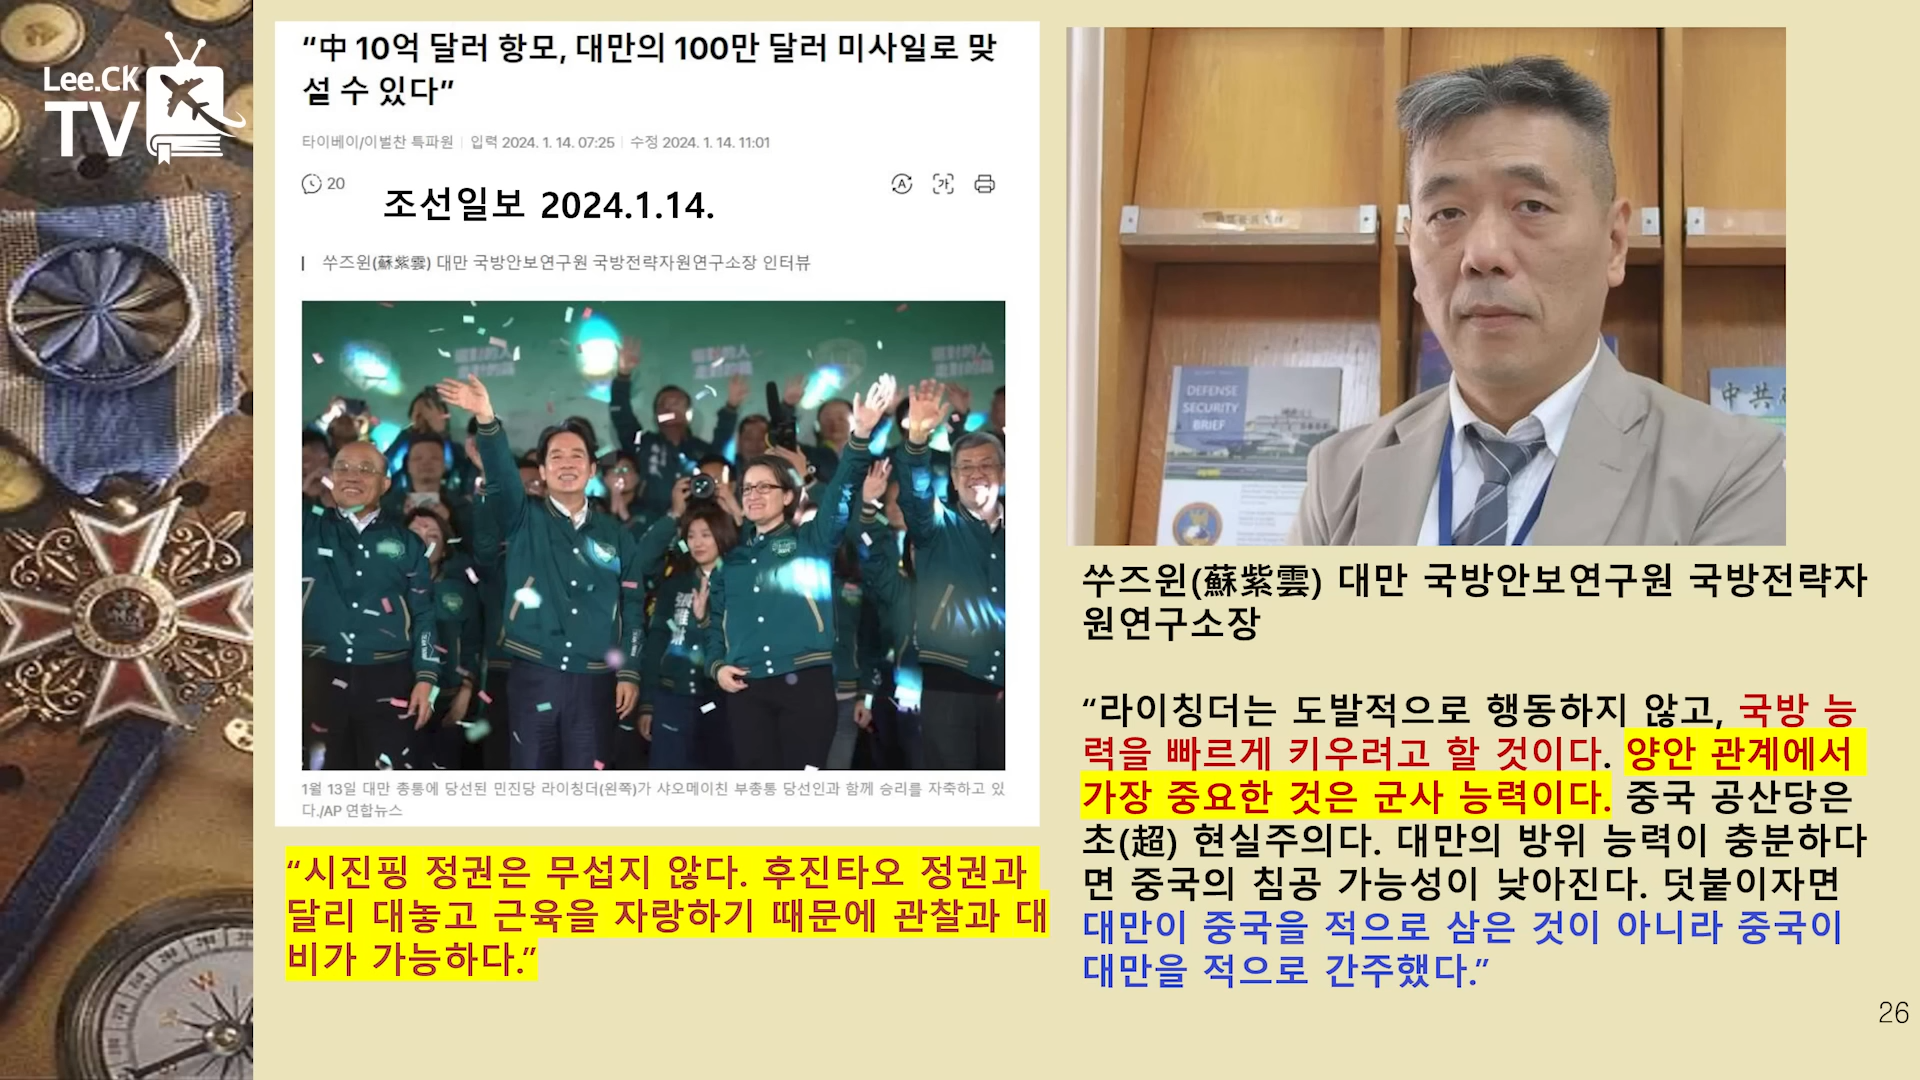 Lee.CK
TV
“中 10억 달러 항모, 대만의 100만 달러 미사일로 맞
설 수 있다”
타이베이/이벌찬 특파원 | 입력 2024. 1. 14. 07:25 | 수정 2024. 1. 14. 11:01
20
조선일보 2024.1.14.
쑤즈윈(蘇紫雲) 대만 국방안보연구원 국방전략자원연구소장 인터뷰
1월 13일 대만 총통에 당선된 민진당 라이칭더(왼쪽)가 샤오메이친 부총통 당선인과 함께 승리를 자축하고 있
다./AP 연합뉴스
“시진핑 정권은 무섭지 않다. 후진타오 정권과
달리 대놓고 근육을 자랑하기 때문에 관찰과 대
비가 가능하다.”
DEFENSE
SECURITY
BRIEF
中共
쑤즈윈(蘇紫雲) 대만 국방안보연구원 국방전략자
원연구소장
“라이칭더는 도발적으로 행동하지 않고, 국방 능
력을 빠르게 키우려고 할 것이다. 양안 관계에서
가장 중요한 것은 군사 능력이다. 중국 공산당은
초(超) 현실주의다. 대만의 방위 능력이 충분하다
면 중국의 침공 가능성이 낮아진다. 덧붙이자면
대만이 중국을 적으로 삼은 것이 아니라 중국이
대만을 적으로 간주했다.”
26